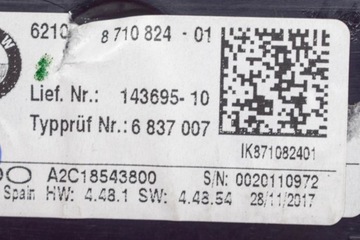 6210 8 710 824 - 01
W
Lief. Nr.: 143695- 10
Typprüf Nr.: 6 837 007
IK871082401
A2C18543800 S/N: 0020110972
Spain HW: 4.48.1 SW: 4.48.54 28/11/2017